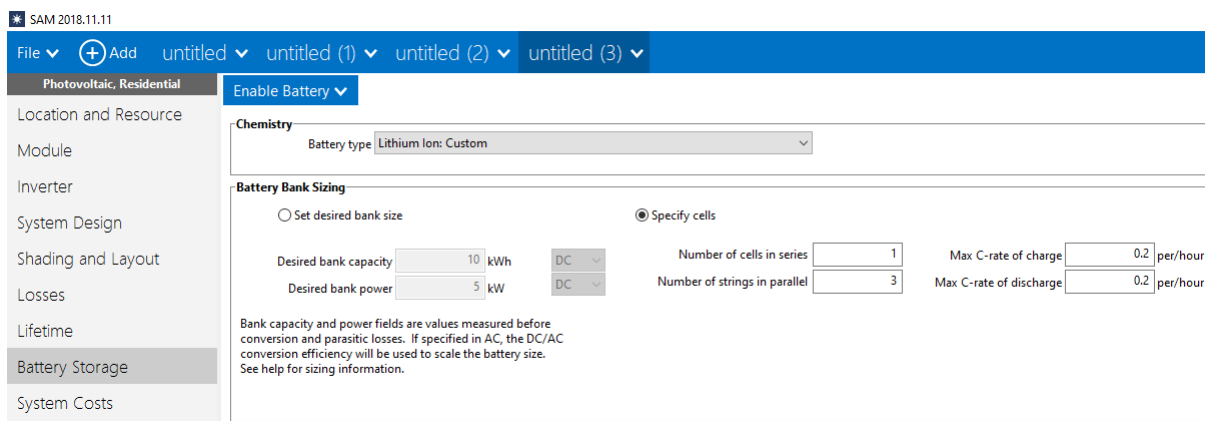 SAM 2018.11.11
File Add untitled untitled (1) untitled (2) untitled (3)
Photovoltaic, Residential
Location and Resource
Module
Inverter
System Design
Shading and Layout
Losses
Lifetime
Battery Storage
System Costs
Enable Battery
Chemistry
Battery type Lithium Ion: Custom
Battery Bank Sizing
Set desired bank size
Specify cells
Desired bank capacity 10 kWh DC
Desired bank power 5 kW DC
Number of cells in series 1
Number of strings in parallel 3
Max C-rate of charge 0.2 per/hour
Max C-rate of discharge 0.2 per/hour
Bank capacity and power fields are values measured before
conversion and parasitic losses. If specified in AC, the DC/AC
conversion efficiency will be used to scale the battery size.
See help for sizing information.